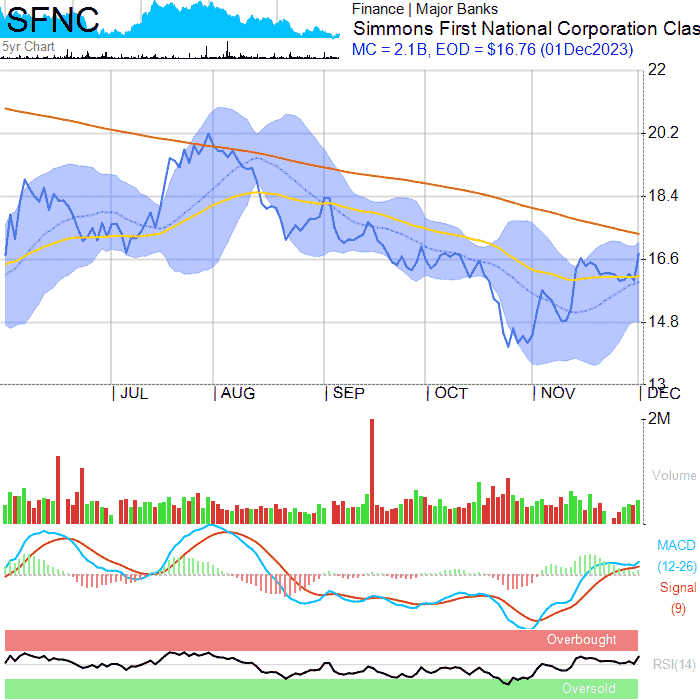 SFNC
5yr Chart
Finance | Major Banks
Simmons First National Corporation Clas
MC = 2.1B, EOD = $16.76 (01Dec2023)
22
20.2
18.4
16.6
14.8
13
JUL AUG SEP OCT NOV DEC
2M
Volume
MACD
(12-26)
Signal
(9)
Overbought
RSI(14)
Oversold